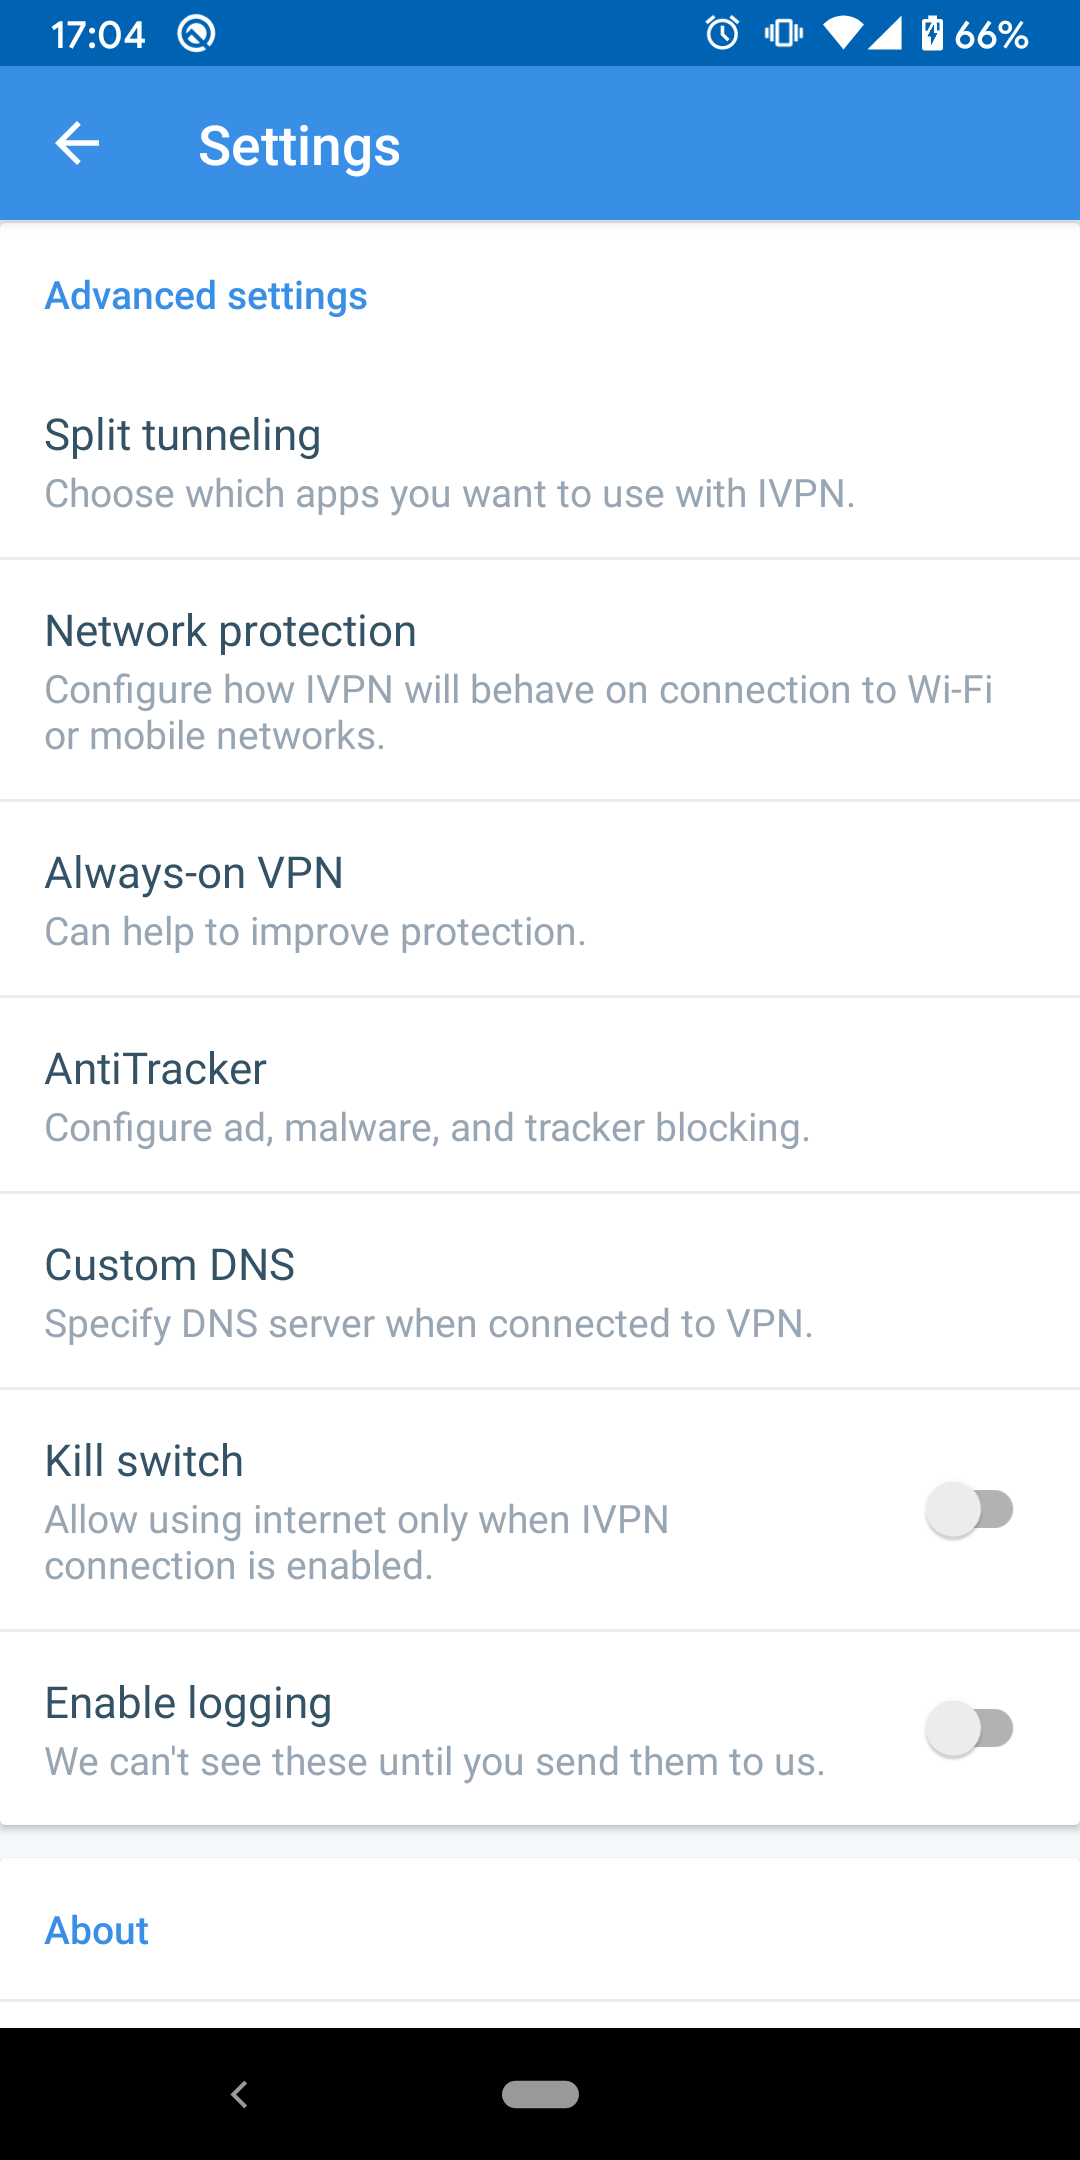 17:04
66%
Settings
Advanced settings
Split tunneling
Choose which apps you want to use with IVPN.
Network protection
Configure how IVPN will behave on connection to Wi-Fi
or mobile networks.
Always-on VPN
Can help to improve protection.
AntiTracker
Configure ad, malware, and tracker blocking.
Custom DNS
Specify DNS server when connected to VPN.
Kill switch
Allow using internet only when IVPN
connection is enabled.
Enable logging
We can't see these until you send them to us.
About